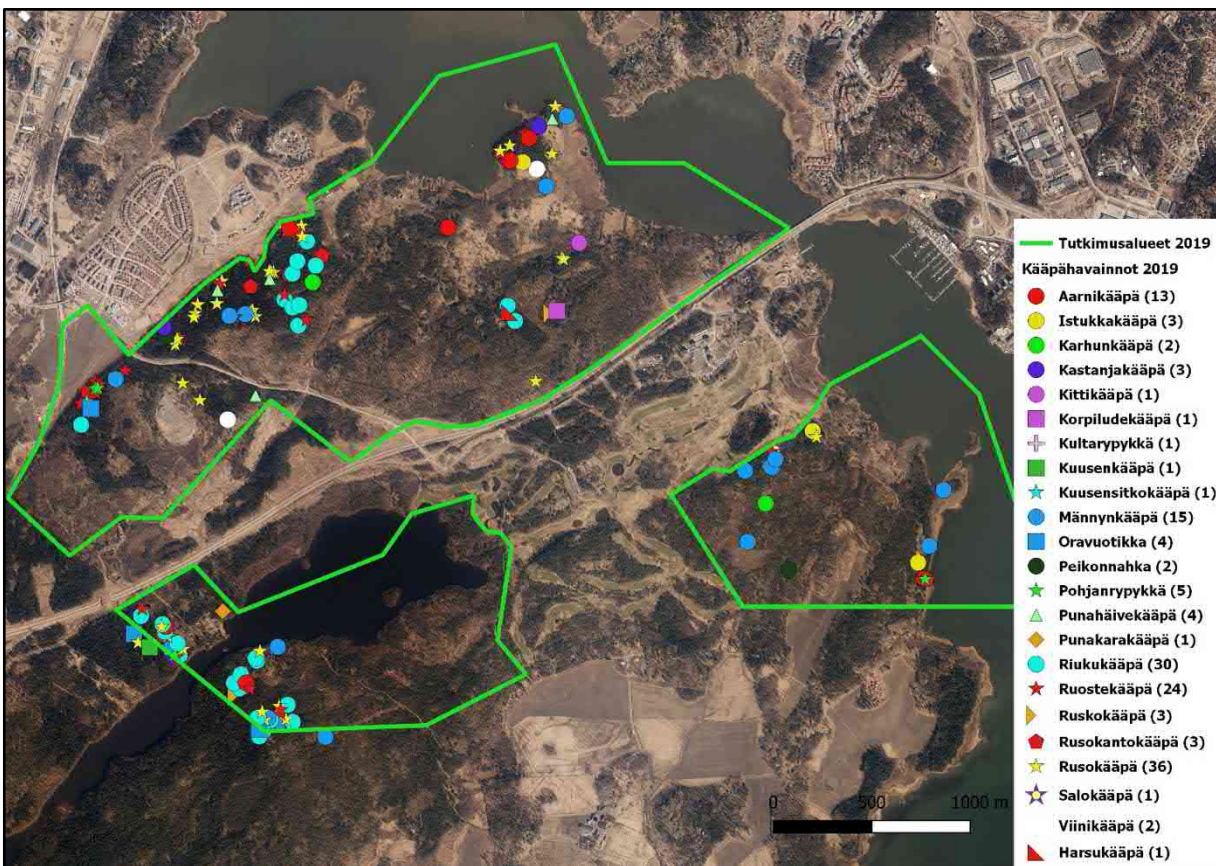 Tutkimusalueet 2019
Kääpähavainnot 2019
Aarnikääpä (13)
Istukkakääpä (3)
Karhunkääpä (2)
Kastanjakääpä (3)
Kittikääpä (1)
Korpiludekääpä (1)
Kultarypykkä (1)
Kuusenkääpä (1)
Kuusensitkokääpä (1)
Männynkääpä (15)
Oravuotikka (4)
Peikonnahka (2)
Pohjanrypykkä (5)
Punahäivekääpä (4)
Punakarakääpä (1)
Riukukääpä (30)
Ruostekääpä (24)
Ruskokääpä (3)
Rusokantokääpä (3)
Rusokääpä (36)
Salokääpä (1)
Viinikääpä (2)
Harsukääpä (1)
0 500 1000 m